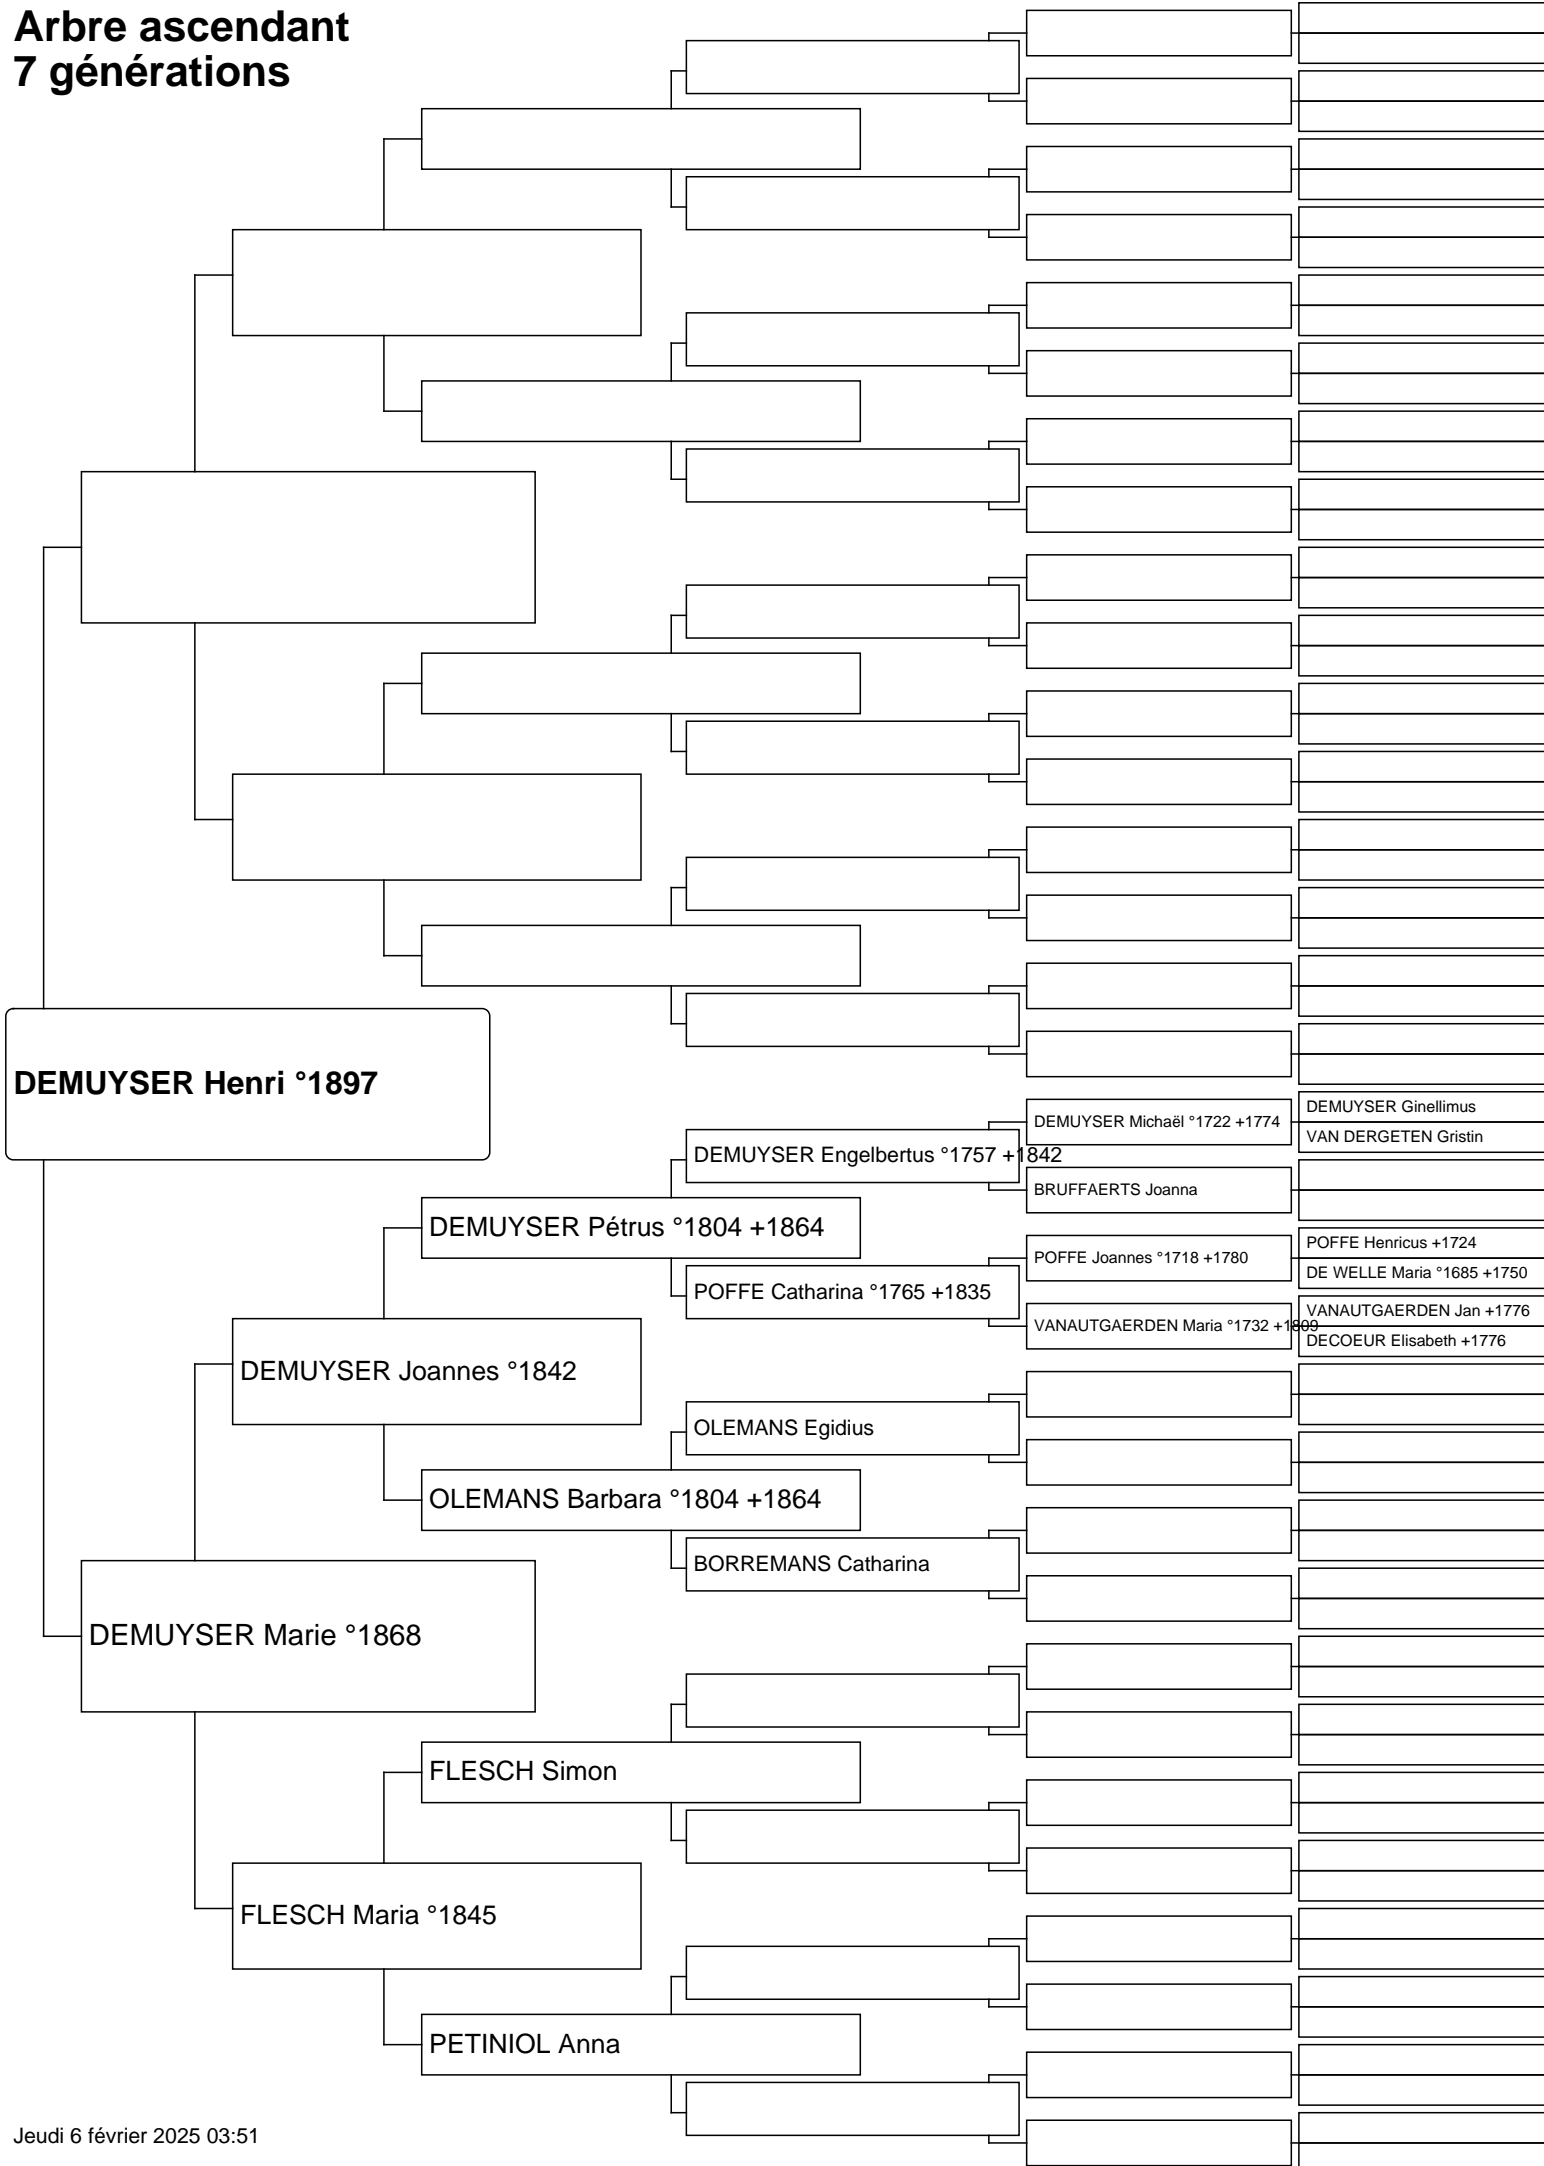 Arbre ascendant
7 générations
DEMUYSER Henri °1897
DEMUYSER Michaël °1722 +1774
DEMUYSER Ginellimus
VAN DERGETEN Gristin
DEMUYSER Engelbertus °1757 +1842
BRUFFAERTS Joanna
DEMUYSER Pétrus °1804 +1864
POFFE Joannes °1718 +1780
POFFE Henricus +1724
DE WELLE Maria °1685 +1750
POFFE Catharina °1765 +1835
VANAUTGAERDEN Maria °1732 +1809
VANAUTGAERDEN Jan +1776
DECOEUR Elisabeth +1776
DEMUYSER Joannes °1842
OLEMANS Egidius
OLEMANS Barbara °1804 +1864
BORREMANS Catharina
DEMUYSER Marie °1868
FLESCH Simon
FLESCH Maria °1845
PETINIOL Anna
Jeudi 6 février 2025 03:51